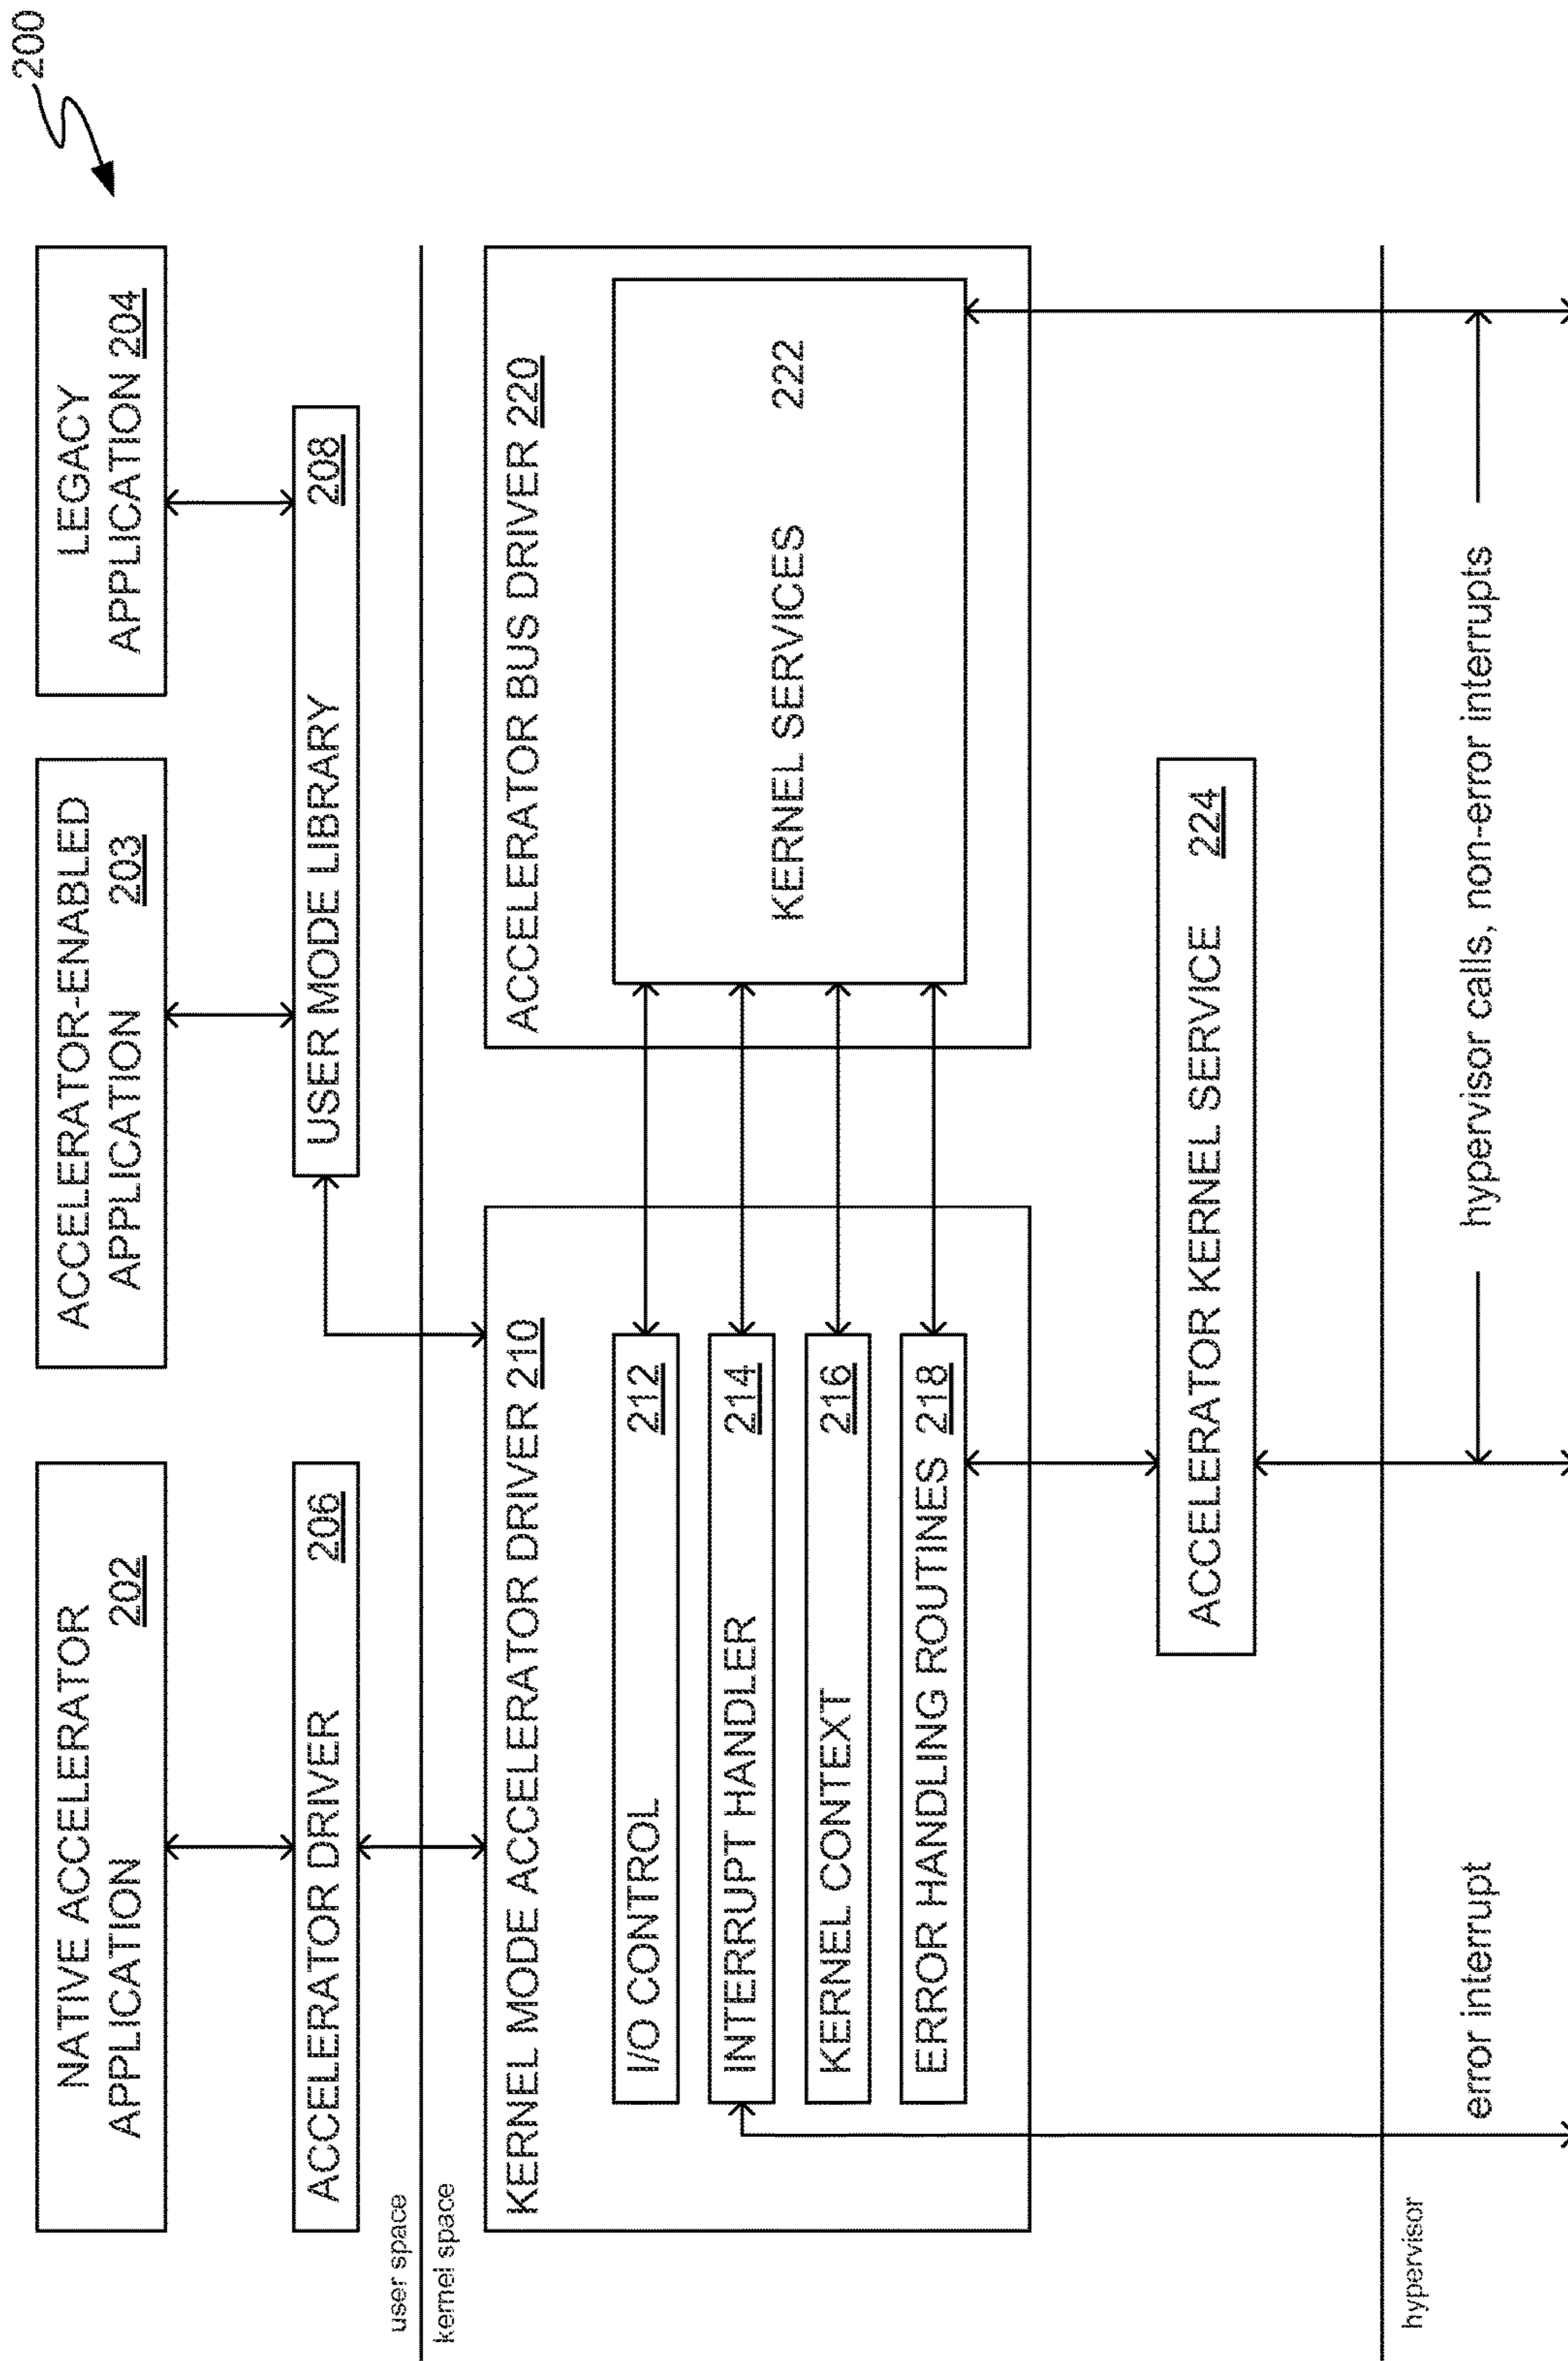 200
NATIVE ACCELERATOR
APPLICATION 202
ACCELERATOR-ENABLED
APPLICATION 203
LEGACY
APPLICATION 204
ACCELERATOR DRIVER 206
USER MODE LIBRARY 208
user space
kernel space
KERNEL MODE ACCELERATOR DRIVER 210
I/O CONTROL 212
INTERRUPT HANDLER 214
KERNEL CONTEXT 216
ERROR HANDLING ROUTINES 218
ACCELERATOR BUS DRIVER 220
KERNEL SERVICES 222
ACCELERATOR KERNEL SERVICE 224
hypervisor
error interrupt
hypervisor calls, non-error interrupts